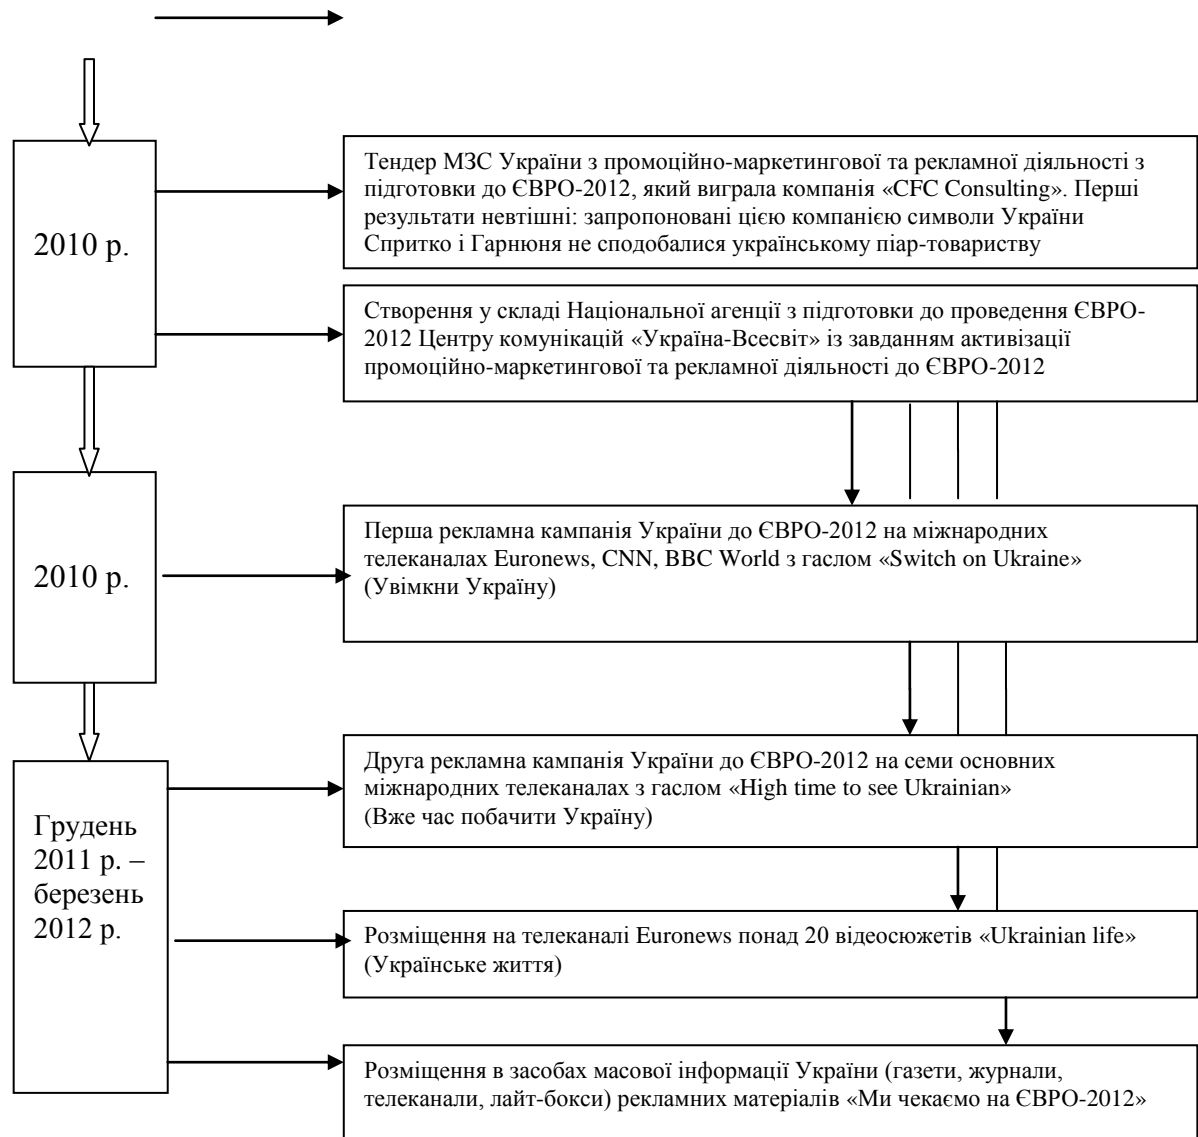 2010 р.
Тендер МЗС України з промоційно-маркетингової та рекламної діяльності з
підготовки до ЄВРО-2012, який виграла компанія «CFC Consulting». Перші
результати невтішні: запропоновані цією компанією символи України
Спритко і Гарнюня не сподобалися українському піар-товариству
Створення у складі Національної агенції з підготовки до проведення ЄВРО-
2012 Центру комунікацій «Україна-Всесвіт» із завданням активізації
промоційно-маркетингової та рекламної діяльності до ЄВРО-2012
2010 р.
Перша рекламна кампанія України до ЄВРО-2012 на міжнародних
телеканалах Euronews, CNN, BBC World з гаслом «Switch on Ukraine»
(Увімкни Україну)
Грудень
2011 р. –
березень
2012 р.
Друга рекламна кампанія України до ЄВРО-2012 на семи основних
міжнародних телеканалах з гаслом «High time to see Ukrainian»
(Вже час побачити Україну)
Розміщення на телеканалі Euronews понад 20 відеосюжетів «Ukrainian life»
(Українське життя)
Розміщення в засобах масової інформації України (газети, журнали,
телеканали, лайт-бокси) рекламних матеріалів «Ми чекаємо на ЄВРО-2012»